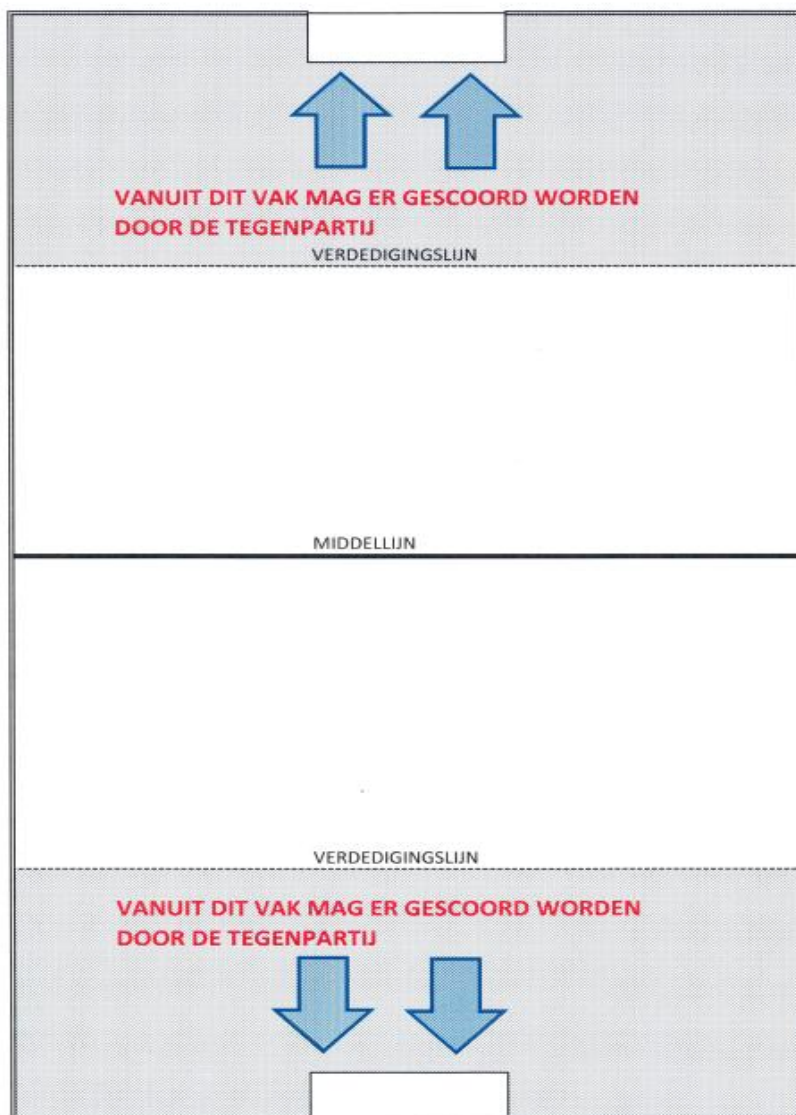 VANUIT DIT VAK MAG ER GESCOORD WORDEN
DOOR DE TEGENPARTIJ
VERDEDIGINGSLIJN
MIDDELLIJN
VERDEDIGINGSLIJN
VANUIT DIT VAK MAG ER GESCOORD WORDEN
DOOR DE TEGENPARTIJ